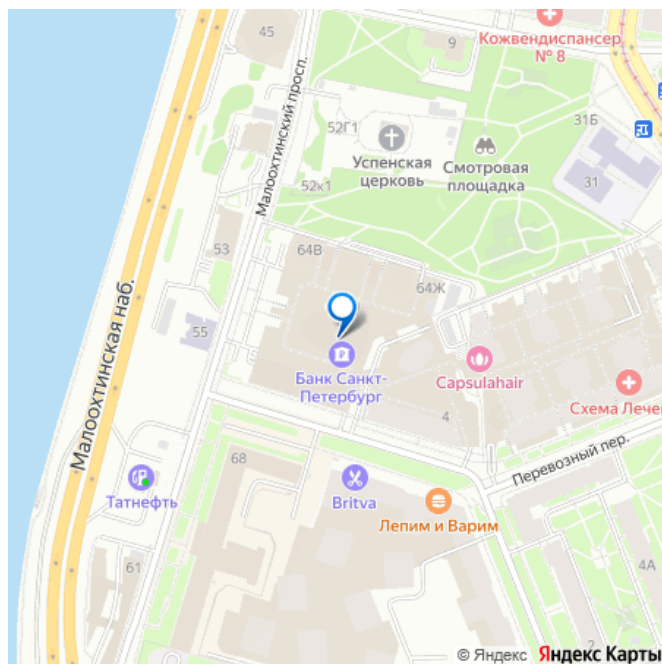 45
9
Кожвендиспансер
№ 8
Малоохтинский просп.
52Г1
Успенская
церковь
Смотровая
площадка
31Б
31
52к1
53
64В
64Ж
55
Малоохтинская наб.
Банк Санкт-
Петербург
Capsulahair
4
Схема Лечен
68
Перевозный пер.
Татнефть
Britva
Лепим и Варим
61
4А
2
© Яндекс Яндекс Карты